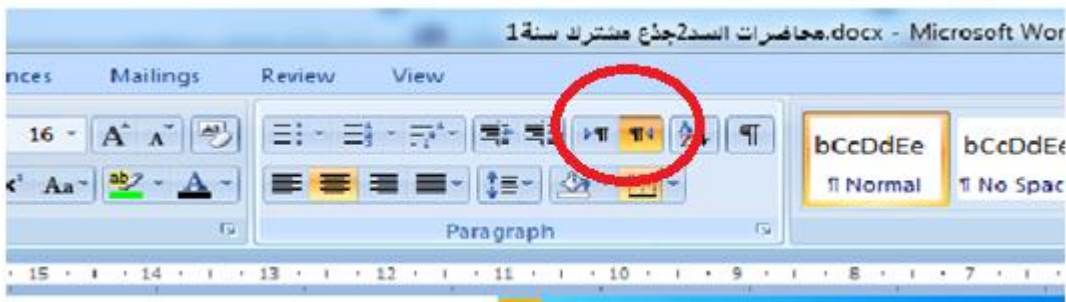 محاضرات السد2جذع مشترك سنة1.docx - Microsoft Wor
nces Mailings Review View
16 A A
Aa ab A
bCcDdEe bCcDdEe
¶ Normal ¶ No Spac
Paragraph
15 14 13 12 11 10 9 8 7